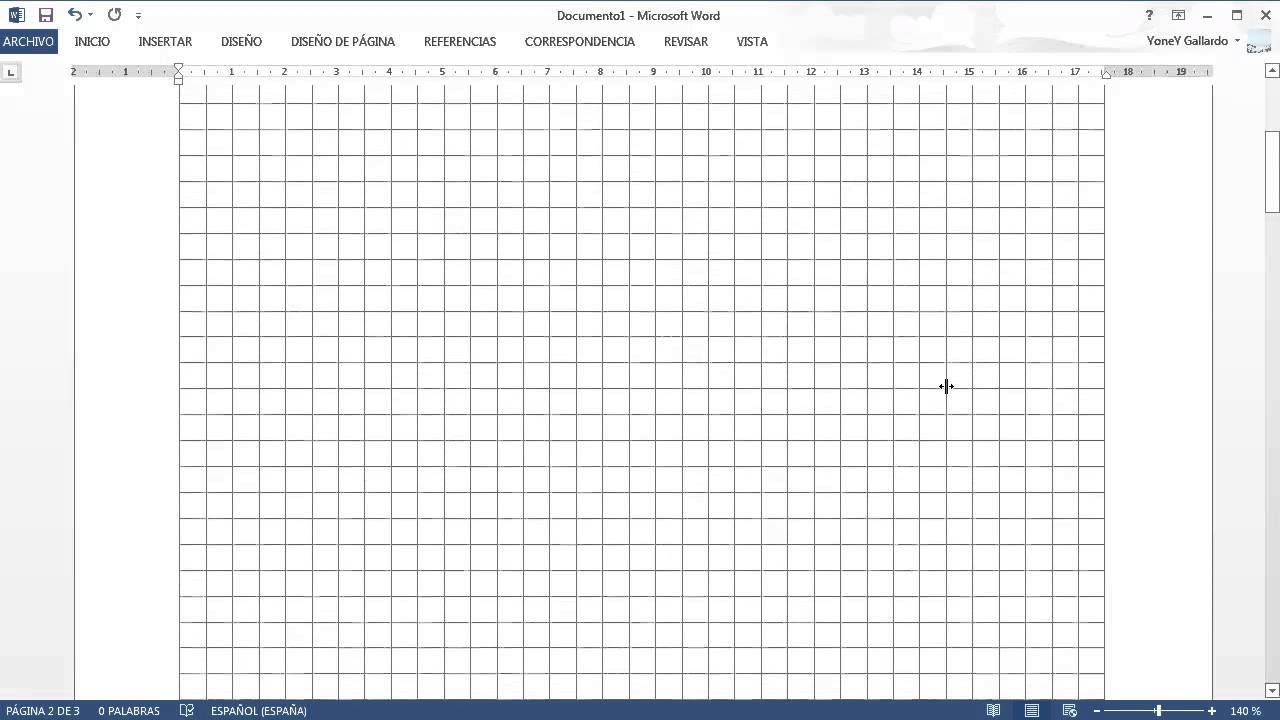 Documento1 - Microsoft Word
?
ARCHIVO INICIO INSERTAR DISEÑO DISEÑO DE PÁGINA REFERENCIAS CORRESPONDENCIA REVISAR VISTA YoneY Gallardo
2 1 1 2 3 4 5 6 7 8 9 10 11 12 13 14 15 16 17 18 19
PÁGINA 2 DE 3 0 PALABRAS ESPAÑOL (ESPAÑA) 140 %